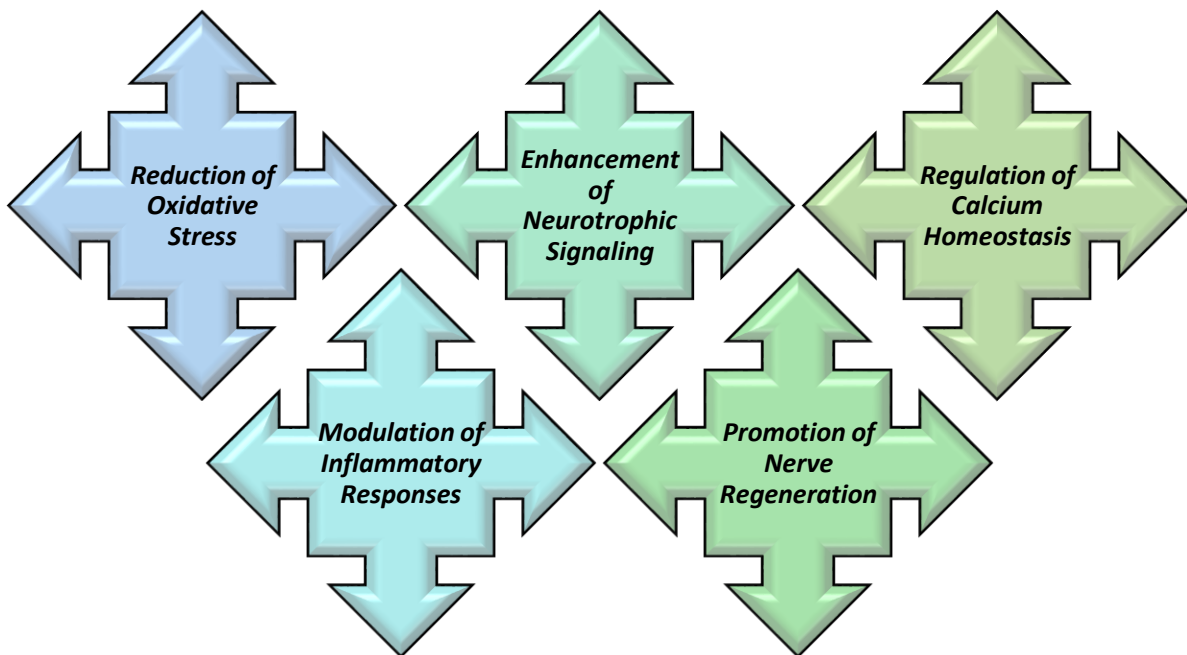 Reduction of
Oxidative
Stress
Enhancement
of
Neurotrophic
Signaling
Regulation of
Calcium
Homeostasis
Modulation of
Inflammatory
Responses
Promotion of
Nerve
Regeneration